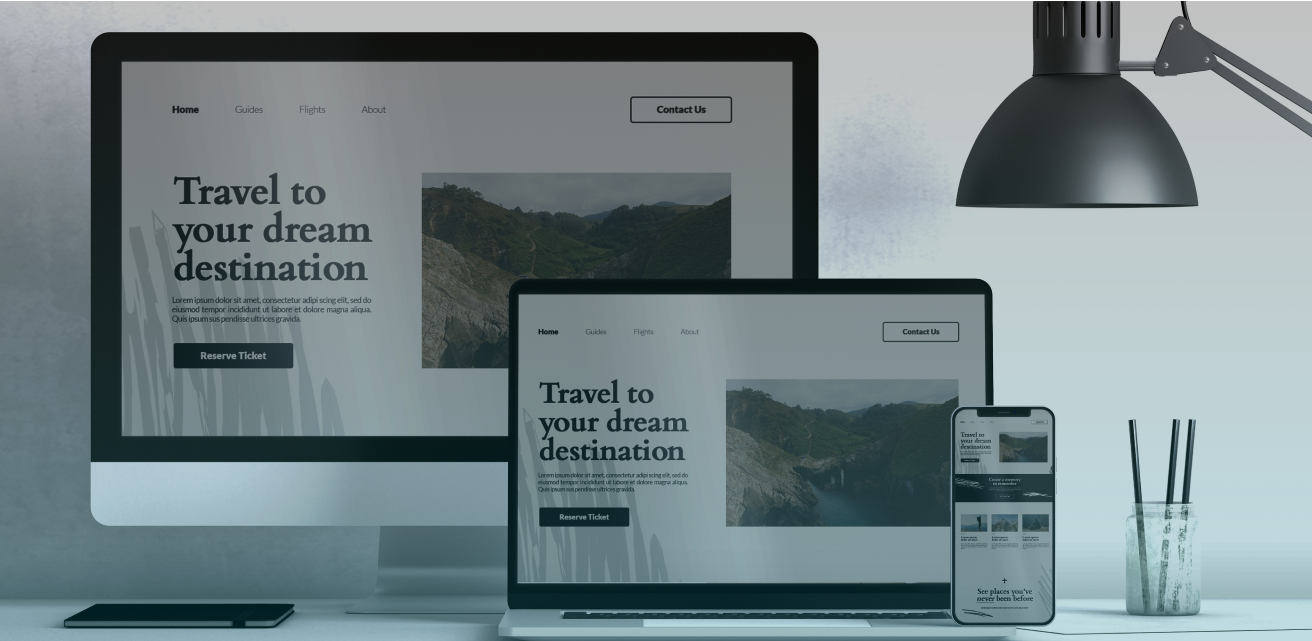 Home Guides Flights About Contact Us
Travel to
your dream
destination
Lorem ipsum dolor sit amet, consectetur adipi scing elit, sed do
eiusmod tempor incididunt ut labore et dolore magna aliqua.
Quis ipsum sus pendisse ultrices gravida.
Reserve Ticket
Home Guides Flights About Contact Us
Travel to
your dream
destination
Lorem ipsum dolor sit amet, consectetur adipi scing elit, sed do
eiusmod tempor incididunt ut labore et dolore magna aliqua.
Quis ipsum sus pendisse ultrices gravida.
Reserve Ticket
Travel to
your dream
destination
See places you've
never been before